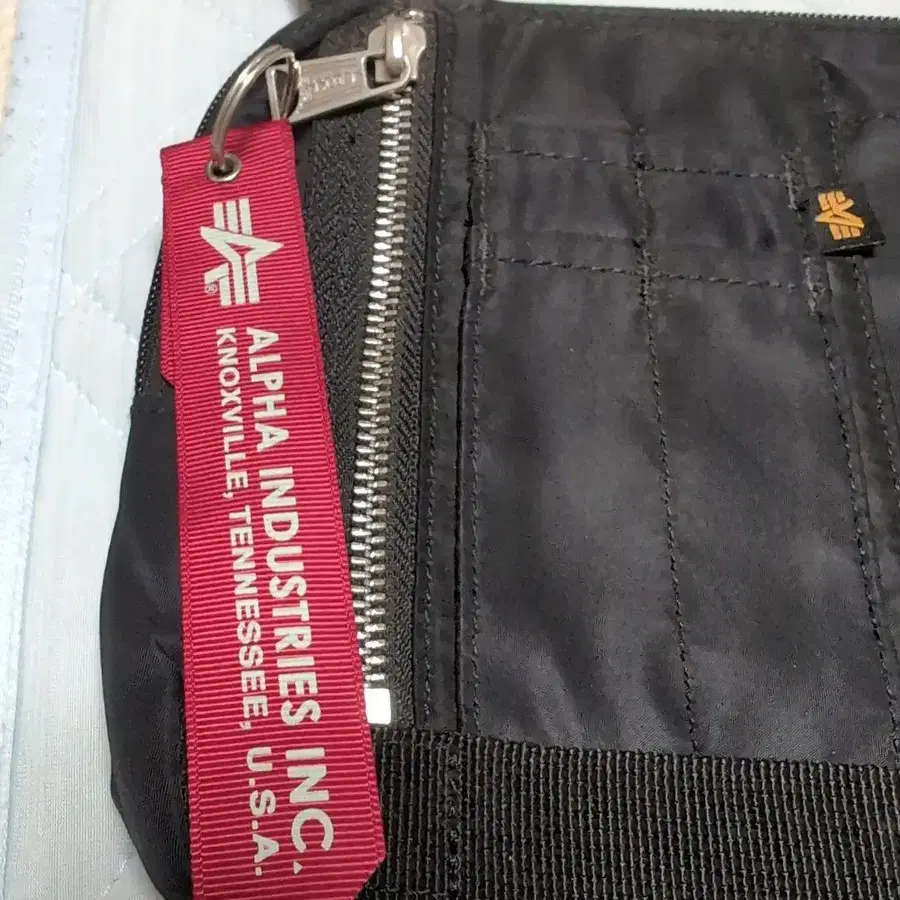 ALPHA INDUSTRIES INC.
KNOXVILLE, TENNESSEE, U.S.A.